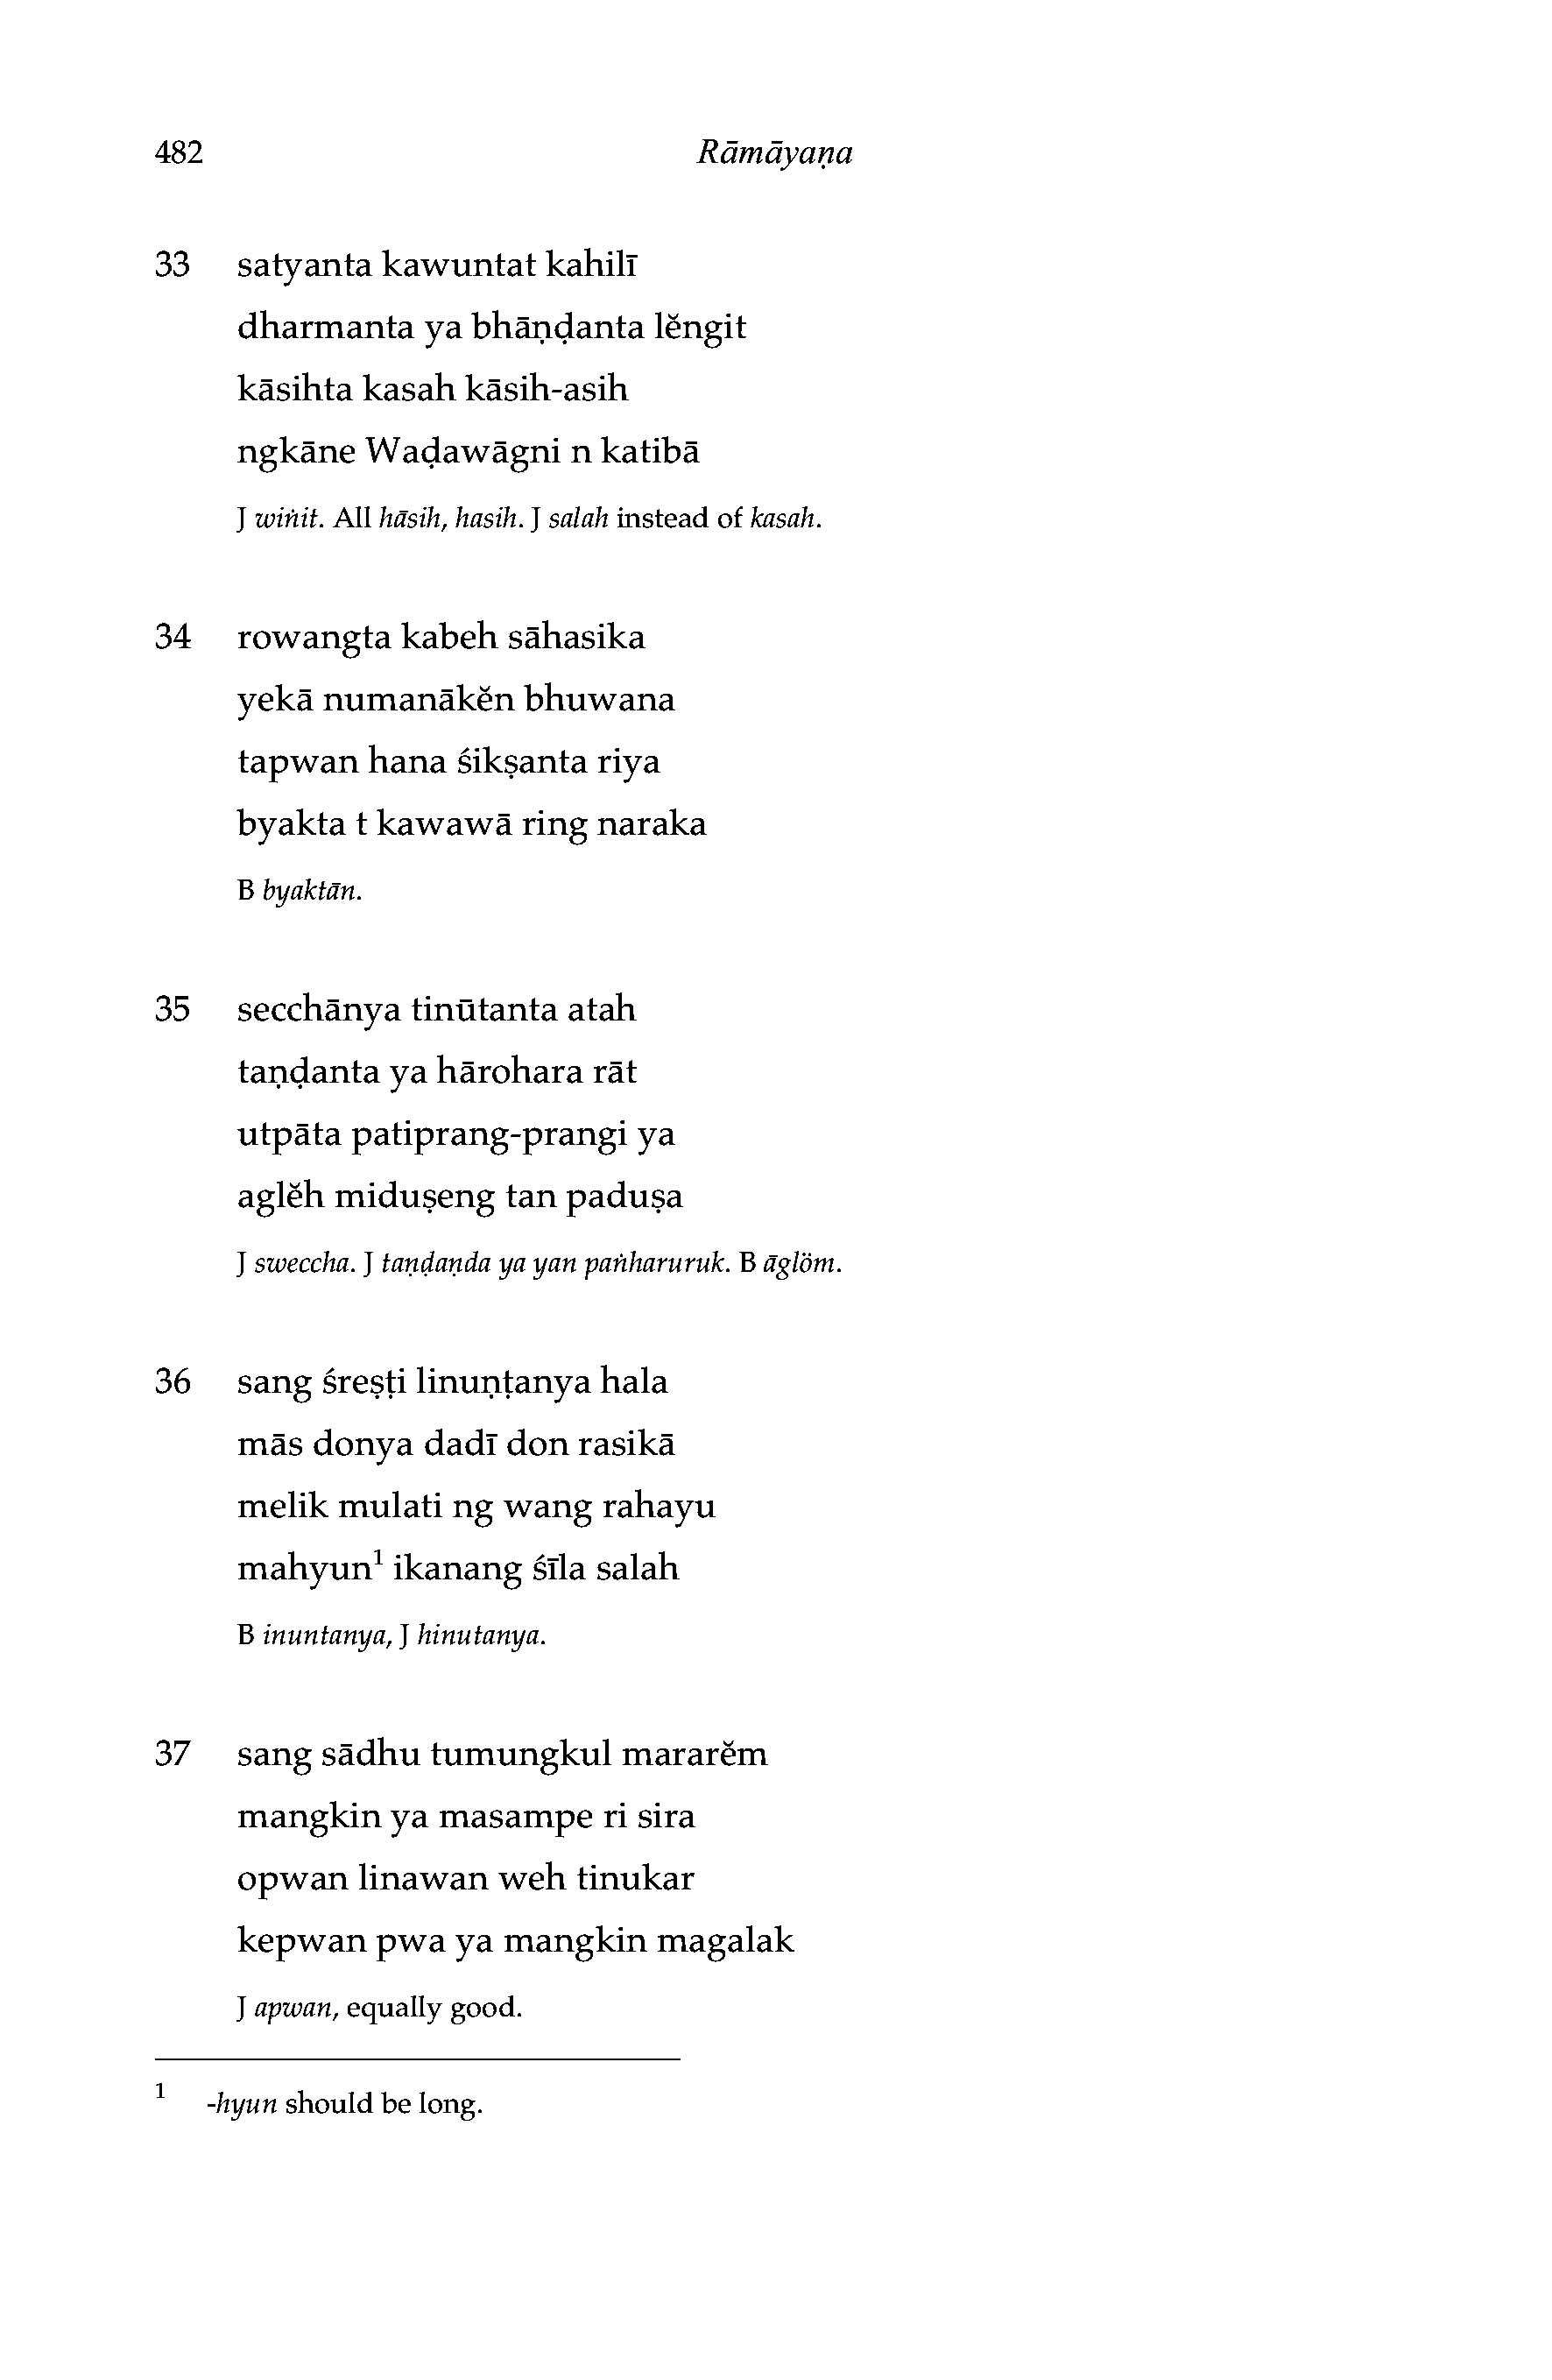 482 Rāmāyaṇa
33 satyanta kawuntat kahilī
dharmanta ya bhāṇḍanta lĕngit
kāsihta kasah kāsih-asih
ngkāne Waḍawāgni n katibā
J wiṅit. All hāsih, hasih. J salah instead of kasah.
34 rowangta kabeh sāhasika
yekā numanākĕn bhuwana
tapwan hana śikṣanta riya
byakta t kawawā ring naraka
B byaktān.
35 secchānya tinūtanta atah
taṇḍanta ya hārohara rāt
utpāta patiprang-prangi ya
aglĕh miduṣeng tan paduṣa
J sweccha. J taṇḍaṇda ya yan paṅharuruk. B āglöm.
36 sang śreṣṭi linuṇṭanya hala
mās donya dadī don rasikā
melik mulati ng wang rahayu
mahyun¹ ikanang śīla salah
B inuntanya, J hinutanya.
37 sang sādhu tumungkul mararĕm
mangkin ya masampe ri sira
opwan linawan weh tinukar
kepwan pwa ya mangkin magalak
J apwan, equally good.
¹ -hyun should be long.